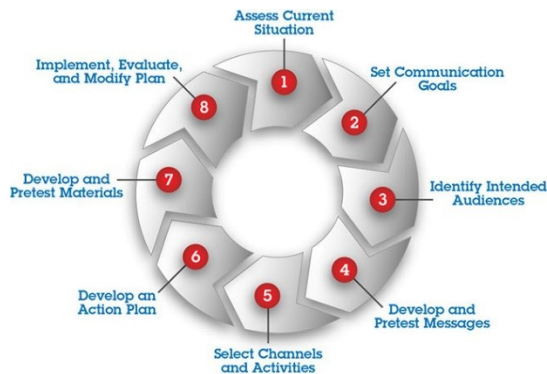 Assess Current
Situation
1
Set Communication
Goals
2
Identify Intended
Audiences
3
Develop and
Pretest Messages
4
Select Channels
and Activities
5
Develop an
Action Plan
6
Develop and
Pretest Materials
7
Implement, Evaluate,
and Modify Plan
8